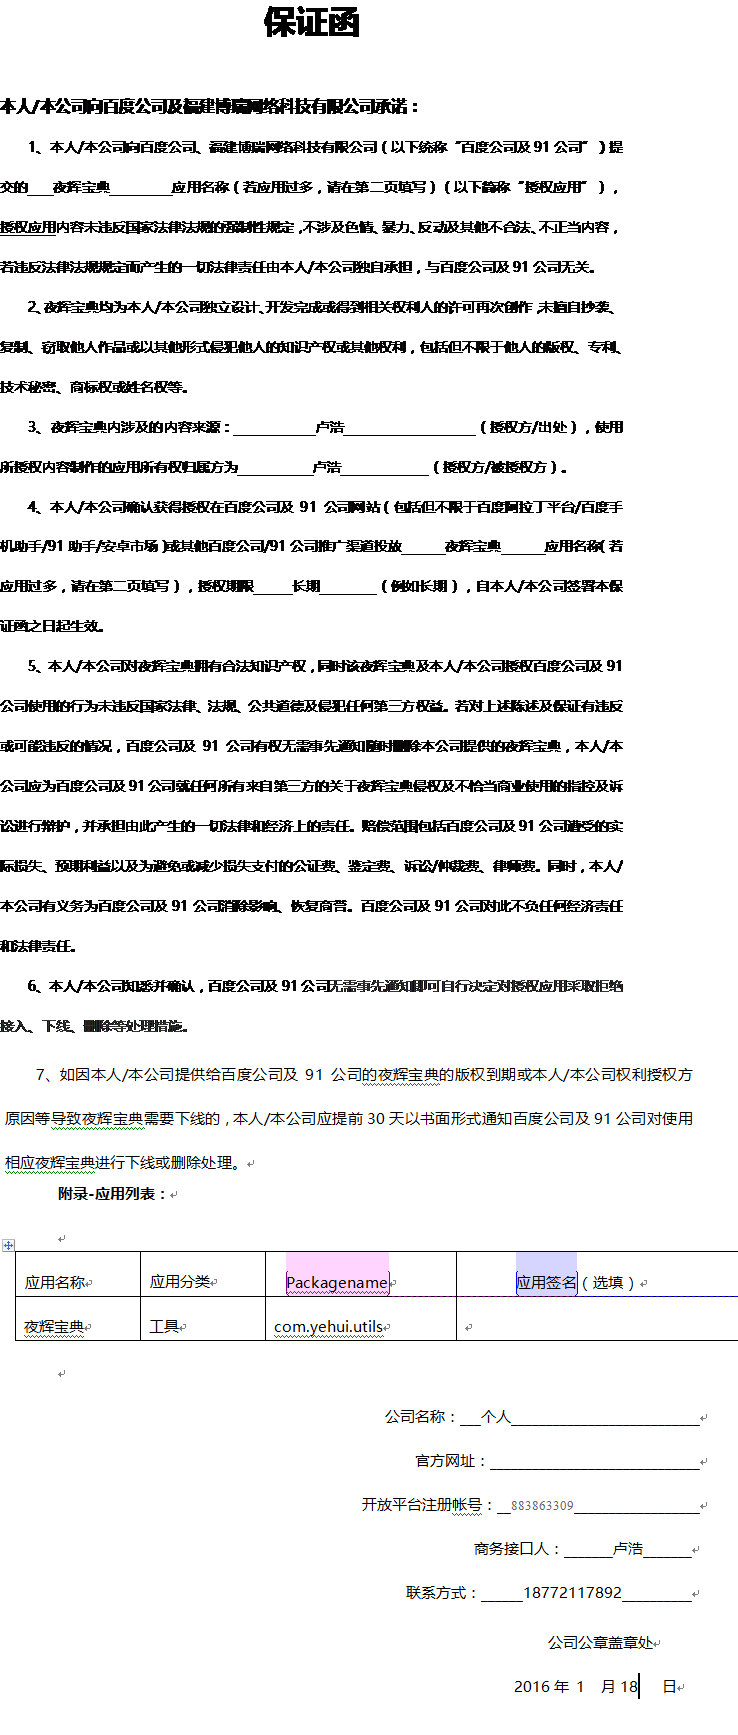 保证函
本人/本公司向百度公司及福建博瑞网络科技有限公司承诺：
1、本人/本公司向百度公司、福建博瑞网络科技有限公司（以下统称“百度公司及91公司”）提
交的___夜辉宝典_________应用名称（若应用过多，请在第二页填写）（以下简称“授权应用”），
授权应用内容未违反国家法律法规的强制性规定，不涉及色情、暴力、反动及其他不合法、不正当内容，
若违反法律法规规定而产生的一切法律责任由本人/本公司独自承担，与百度公司及91公司无关。
2、夜辉宝典均为本人/本公司独立设计、开发完成或得到相关权利人的许可再次创作，未擅自抄袭、
复制、窃取他人作品或以其他形式侵犯他人的知识产权或其他权利，包括但不限于他人的版权、专利、
技术秘密、商标权或姓名权等。
3、夜辉宝典内涉及的内容来源：____________卢浩___________________（授权方/出处），使用
所授权内容制作的应用所有权归属方为___________卢浩_____________（授权方/被授权方）。
4、本人/本公司确认获得授权在百度公司及 91 公司网站（包括但不限于百度阿拉丁平台/百度手
机助手/91助手/安卓市场）或其他百度公司/91公司推广渠道投放______夜辉宝典______应用名称（若
应用过多，请在第二页填写），授权期限_____长期________（例如长期），自本人/本公司签署本保
证函之日起生效。
5、本人/本公司对夜辉宝典拥有合法知识产权，同时该夜辉宝典及本人/本公司授权百度公司及91
公司使用的行为未违反国家法律、法规、公共道德及侵犯任何第三方权益。若对上述陈述及保证有违反
或可能违反的情况，百度公司及 91 公司有权无需事先通知随时删除本公司提供的夜辉宝典，本人/本
公司应为百度公司及91公司就任何所有来自第三方的关于夜辉宝典侵权及不恰当商业使用的指控及诉
讼进行辩护，并承担由此产生的一切法律和经济上的责任。赔偿范围包括百度公司及91公司遭受的实
际损失、预期利益以及为避免或减少损失支付的公证费、鉴定费、诉讼/仲裁费、律师费。同时，本人/
本公司有义务为百度公司及91公司消除影响、恢复商誉。百度公司及91公司对此不负任何经济责任
和法律责任。
6、本人/本公司知悉并确认，百度公司及91公司无需事先通知即可自行决定对授权应用采取拒绝
接入、下线、删除等处理措施。
7、如因本人/本公司提供给百度公司及 91 公司的夜辉宝典的版权到期或本人/本公司权利授权方
原因等导致夜辉宝典需要下线的，本人/本公司应提前30天以书面形式通知百度公司及91公司对使用
相应夜辉宝典进行下线或删除处理。
附录-应用列表：
应用名称 应用分类 Packagename 应用签名（选填）
夜辉宝典 工具 com.yehui.utils
公司名称：___个人___________________________
官方网址：______________________________
开放平台注册帐号：__883863309__________________
商务接口人：_______卢浩_______
联系方式：______18772117892__________
公司公章盖章处
2016年 1 月18 日